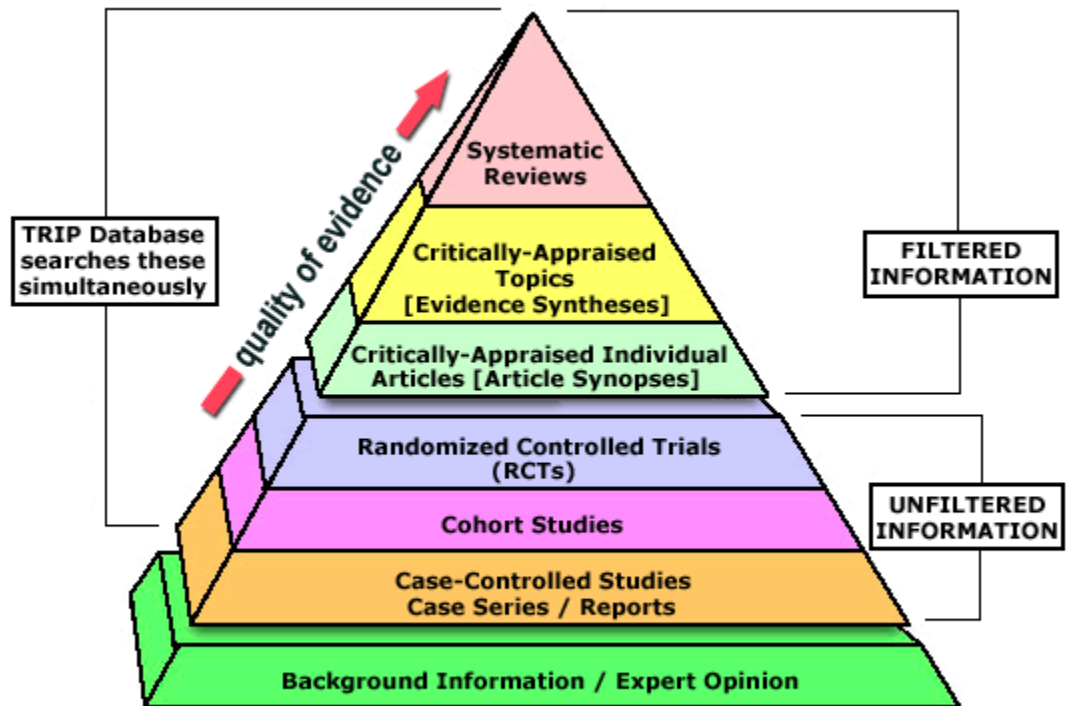 Systematic
Reviews
quality of evidence
TRIP Database
searches these
simultaneously
Critically-Appraised
Topics
[Evidence Syntheses]
FILTERED
INFORMATION
Critically-Appraised Individual
Articles [Article Synopses]
Randomized Controlled Trials
(RCTs)
UNFILTERED
INFORMATION
Cohort Studies
Case-Controlled Studies
Case Series / Reports
Background Information / Expert Opinion